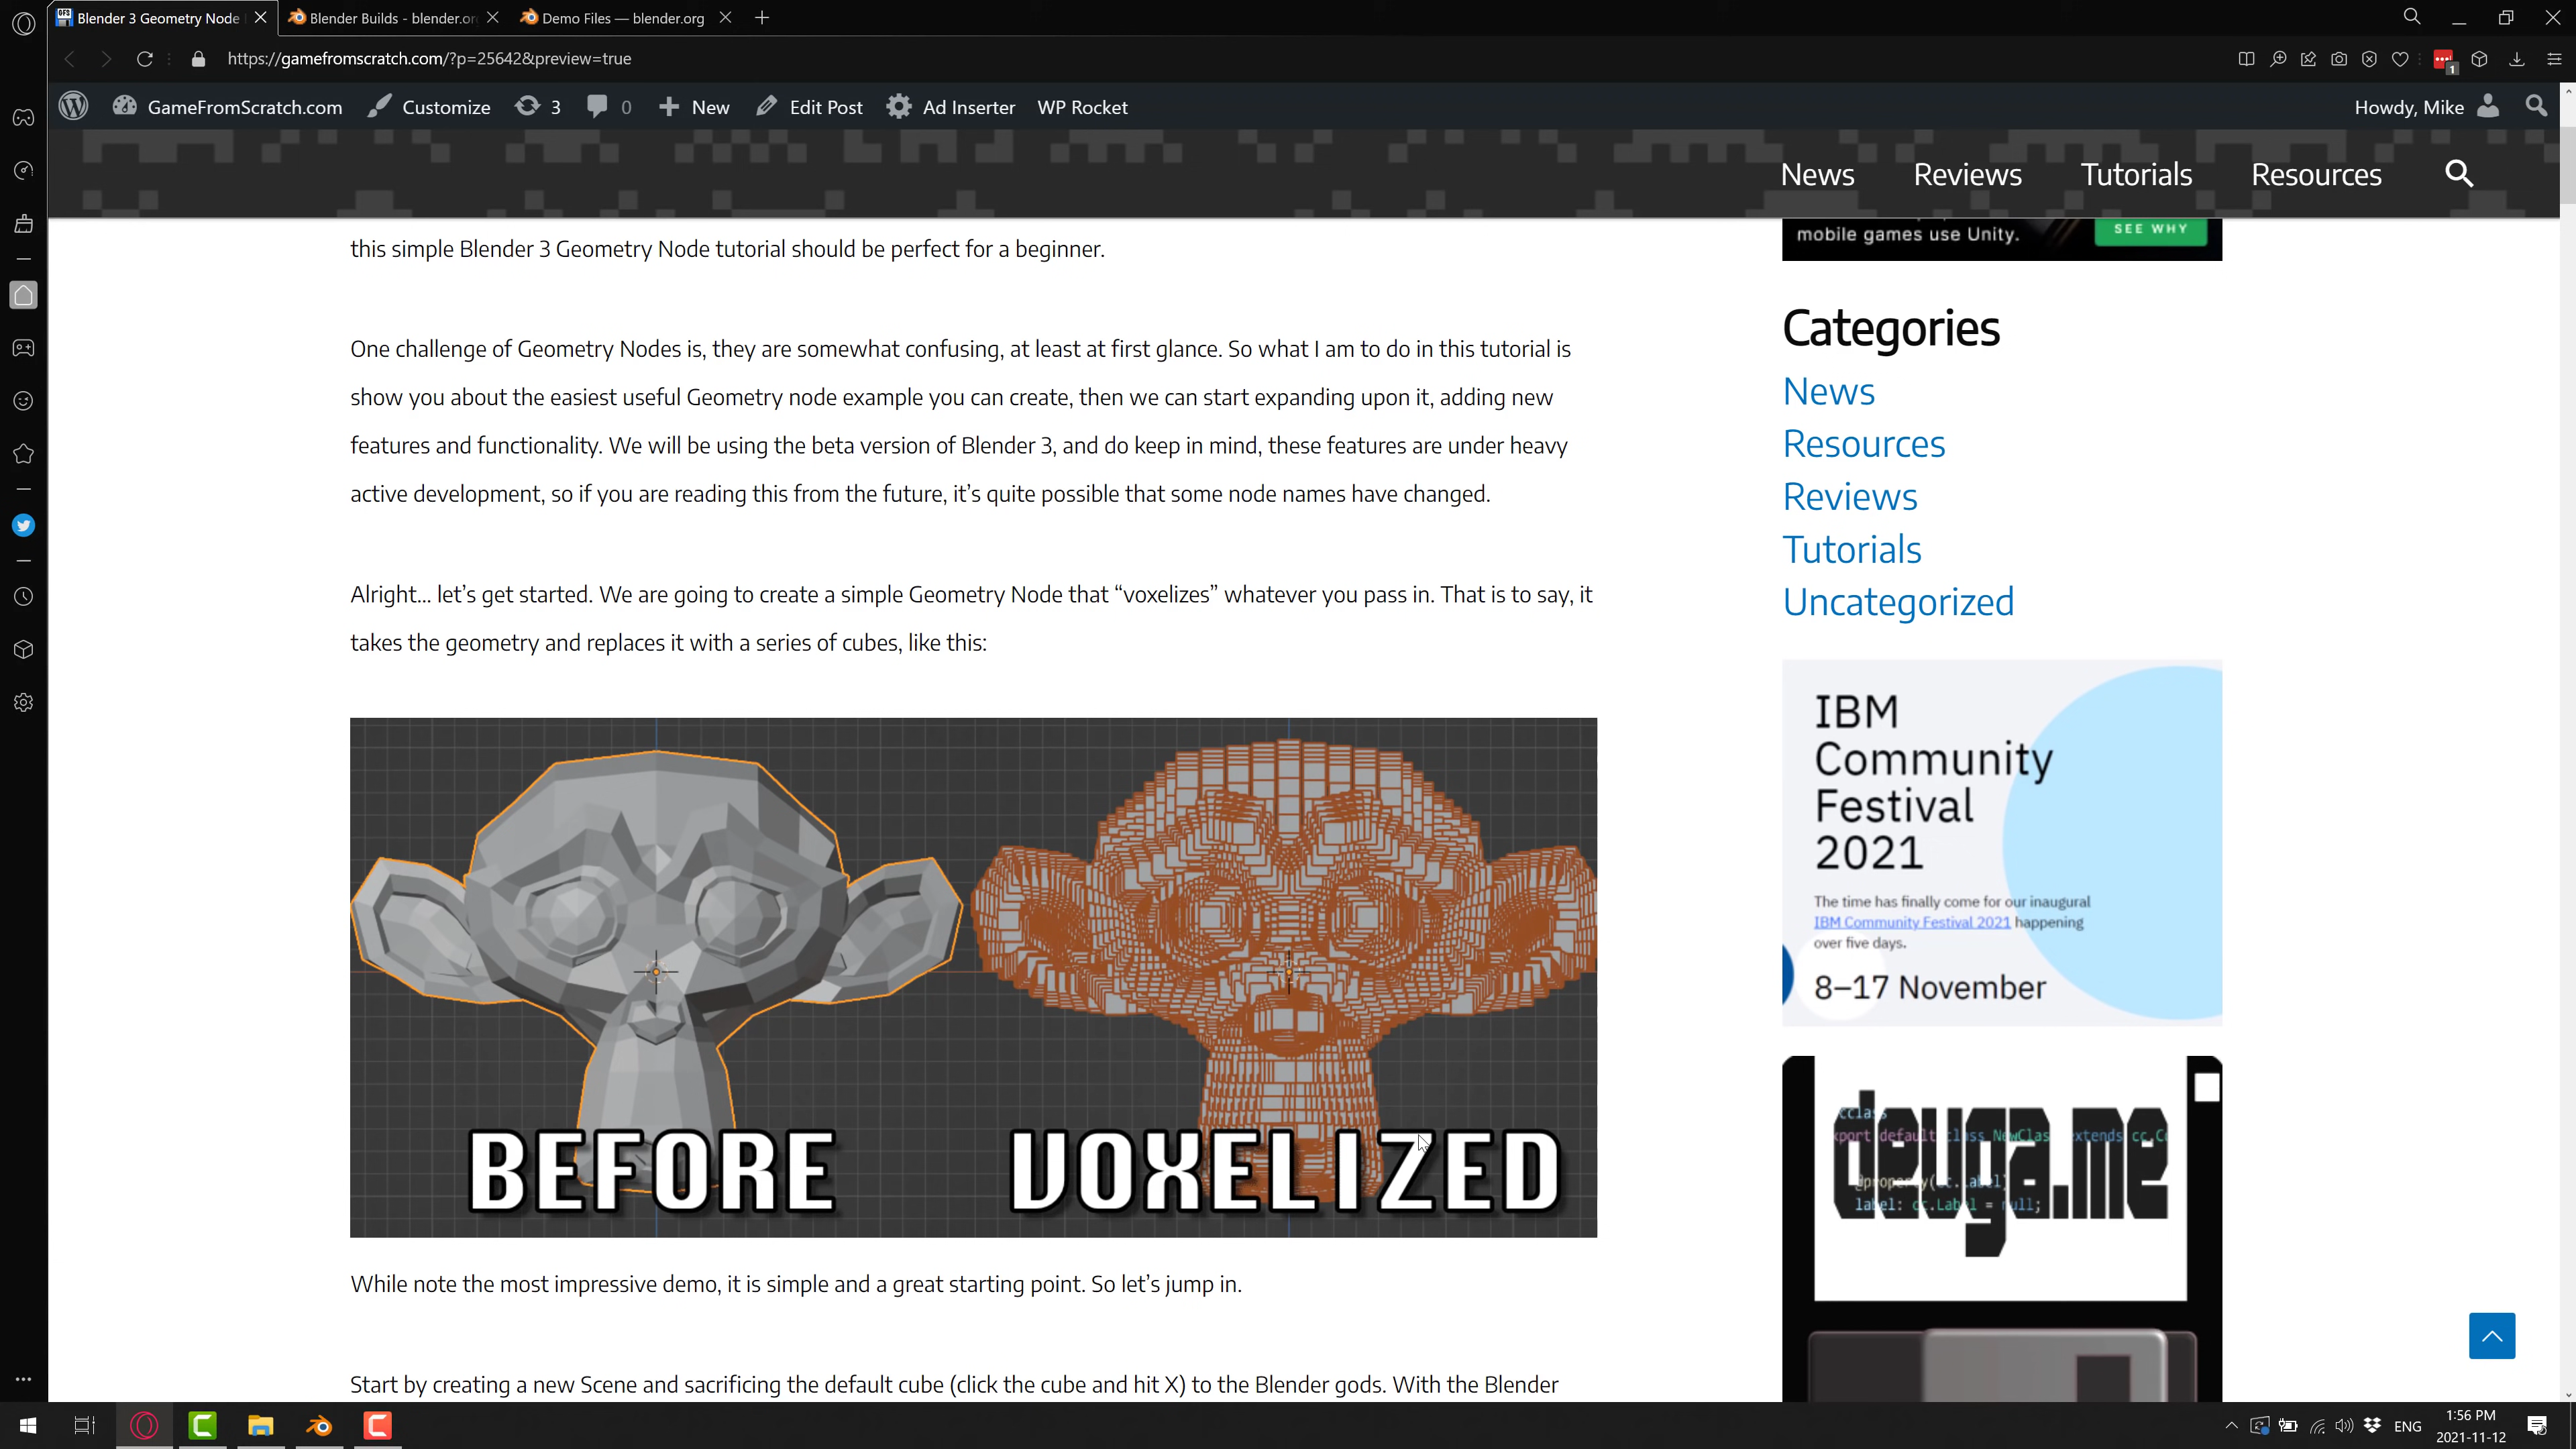 Blender 3 Geometry Node
Blender Builds - blender.or
Demo Files — blender.org
https://gamefromscratch.com/?p=25642&preview=true
1
GameFromScratch.com
Customize
3
0
New
Edit Post
Ad Inserter
WP Rocket
Howdy, Mike
News
Reviews
Tutorials
Resources
this simple Blender 3 Geometry Node tutorial should be perfect for a beginner.
mobile games use Unity.
SEE WHY
One challenge of Geometry Nodes is, they are somewhat confusing, at least at first glance. So what I am to do in this tutorial is
show you about the easiest useful Geometry node example you can create, then we can start expanding upon it, adding new
features and functionality. We will be using the beta version of Blender 3, and do keep in mind, these features are under heavy
active development, so if you are reading this from the future, it’s quite possible that some node names have changed.
Alright… let’s get started. We are going to create a simple Geometry Node that “voxelizes” whatever you pass in. That is to say, it
takes the geometry and replaces it with a series of cubes, like this:
BEFORE
VOXELIZED
While note the most impressive demo, it is simple and a great starting point. So let’s jump in.
Start by creating a new Scene and sacrificing the default cube (click the cube and hit X) to the Blender gods. With the Blender
Categories
News
Resources
Reviews
Tutorials
Uncategorized
IBM
Community
Festival
2021
The time has finally come for our inaugural
IBM Community Festival 2021 happening
over five days.
8–17 November
devga.me
label: cc.Label = null;
ENG
1:56 PM
2021-11-12